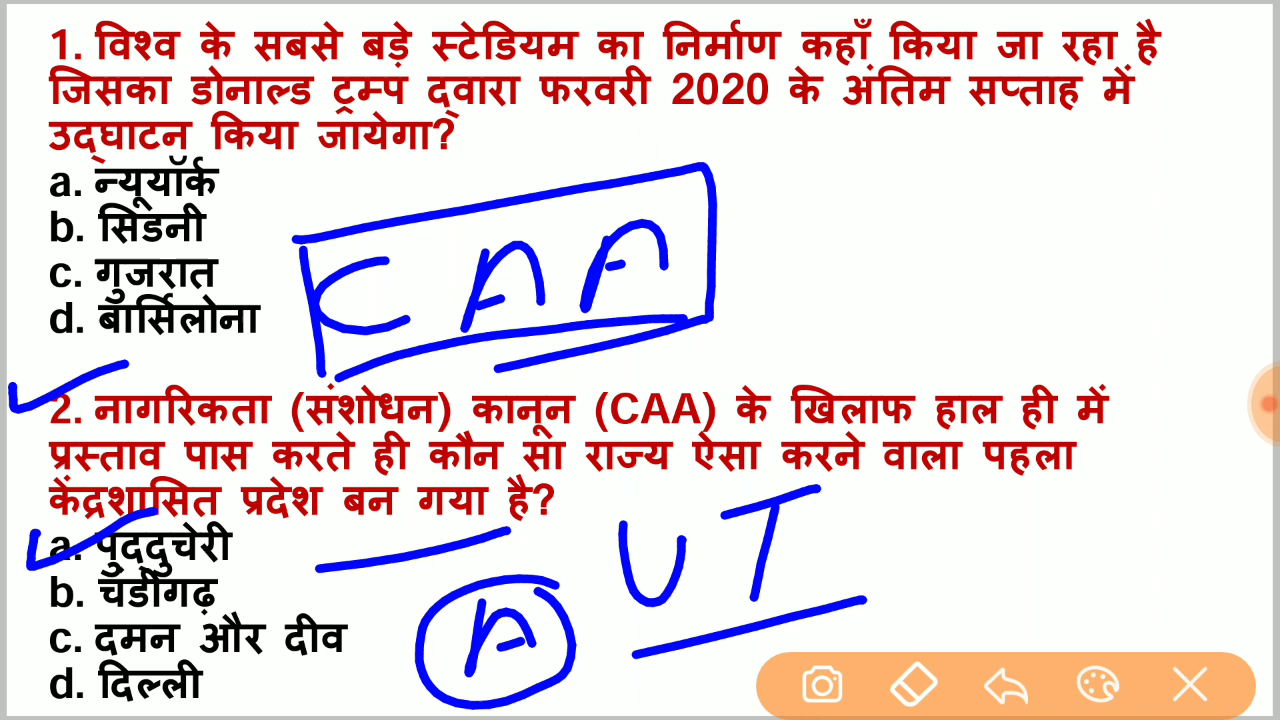 1. विश्व के सबसे बड़े स्टेडियम का निर्माण कहाँ किया जा रहा है
जिसका डोनाल्ड ट्रम्प द्वारा फरवरी 2020 के अंतिम सप्ताह में
उद्घाटन किया जायेगा?
a. न्यूयॉर्क
b. सिडनी
c. गुजरात
d. बार्सिलोना
CAA
2. नागरिकता (संशोधन) कानून (CAA) के खिलाफ हाल ही में
प्रस्ताव पास करते ही कौन सा राज्य ऐसा करने वाला पहला
केंद्रशासित प्रदेश बन गया है?
a. पुद्दुचेरी
b. चंडीगढ़
c. दमन और दीव
d. दिल्ली
UT
A